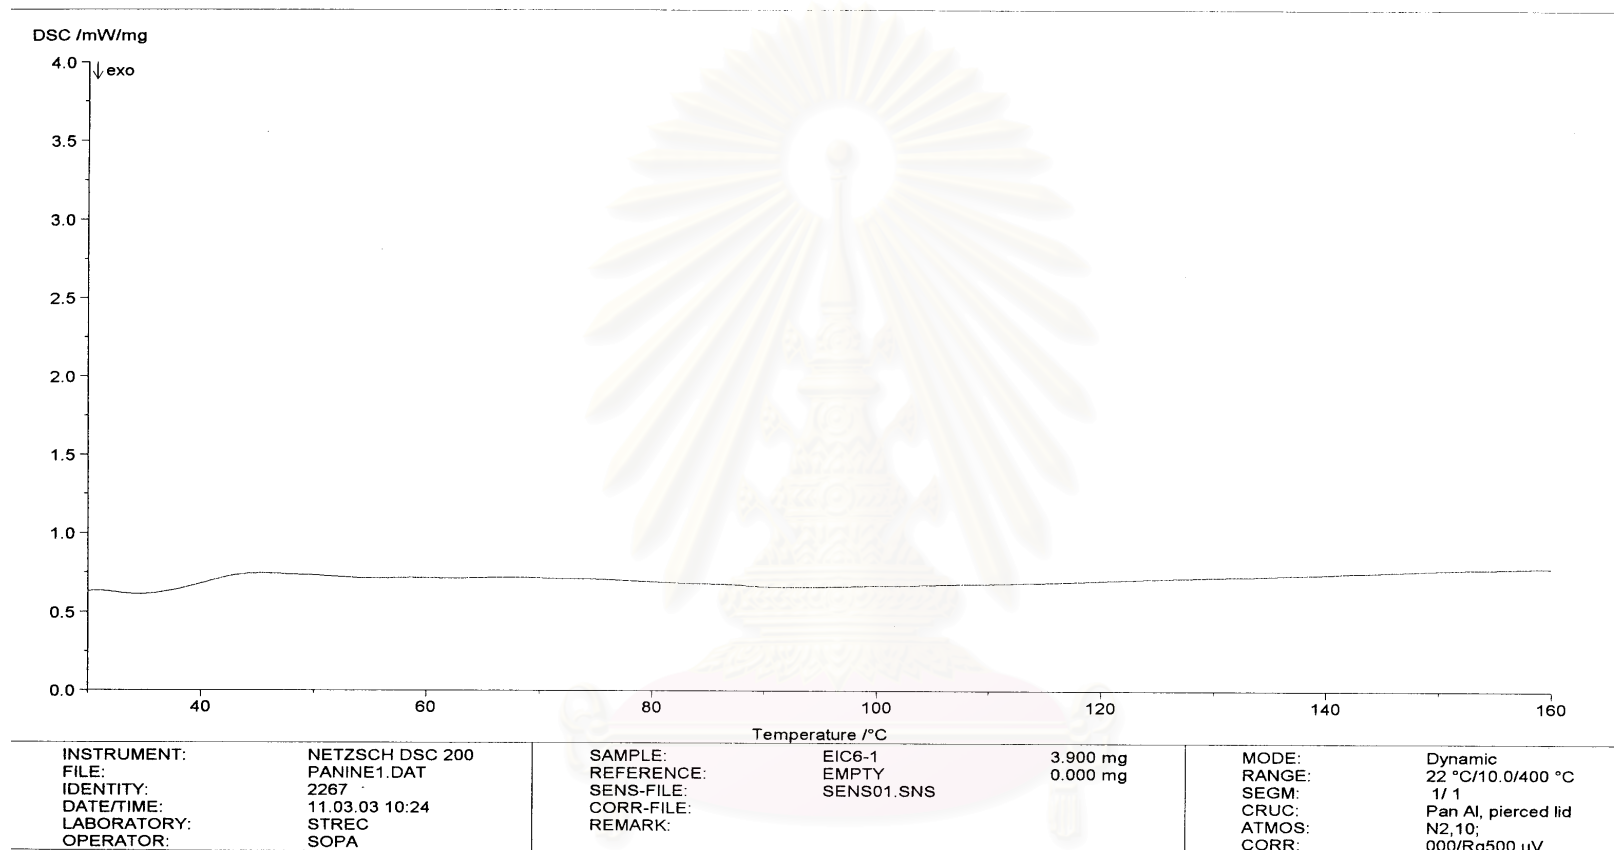 DSC /mW/mg
4.0
↓ exo
3.5
3.0
2.5
2.0
1.5
1.0
0.5
0.0
40 60 80 100 120 140 160
Temperature /°C
INSTRUMENT: NETZSCH DSC 200
FILE: PANINE1.DAT
IDENTITY: 2267
DATE/TIME: 11.03.03 10:24
LABORATORY: STREC
OPERATOR: SOPA
SAMPLE: EIC6-1 3.900 mg
REFERENCE: EMPTY 0.000 mg
SENS-FILE: SENS01.SNS
CORR-FILE:
REMARK:
MODE: Dynamic
RANGE: 22 °C/10.0/400 °C
SEGM: 1/ 1
CRUC: Pan Al, pierced lid
ATMOS: N2,10;
CORR: 000/Rg500 uV